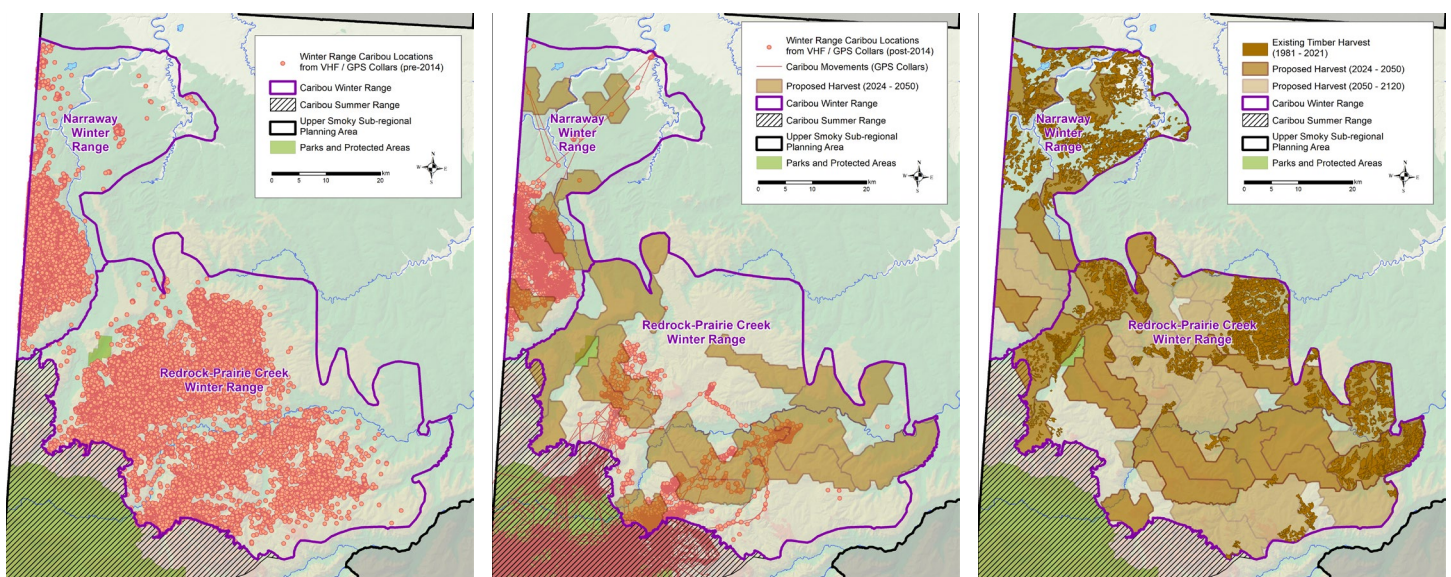 Winter Range Caribou Locations
from VHF / GPS Collars (pre-2014)
Caribou Winter Range
Caribou Summer Range
Upper Smoky Sub-regional
Planning Area
Parks and Protected Areas
km
0 5 10 20
N
W E
S
Narraway
Winter
Range
Redrock-Prairie Creek
Winter Range
Winter Range Caribou Locations
from VHF / GPS Collars (post-2014)
Caribou Movements (GPS Collars)
Proposed Harvest (2024 - 2050)
Caribou Winter Range
Caribou Summer Range
Upper Smoky Sub-regional
Planning Area
Parks and Protected Areas
km
0 5 10 20
N
W E
S
Narraway
Winter
Range
Redrock-Prairie Creek
Winter Range
Existing Timber Harvest
(1981 - 2021)
Proposed Harvest (2024 - 2050)
Proposed Harvest (2050 - 2120)
Caribou Winter Range
Caribou Summer Range
Upper Smoky Sub-regional
Planning Area
Parks and Protected Areas
km
0 5 10 20
N
W E
S
Narraway
Winter
Range
Redrock-Prairie Creek
Winter Range